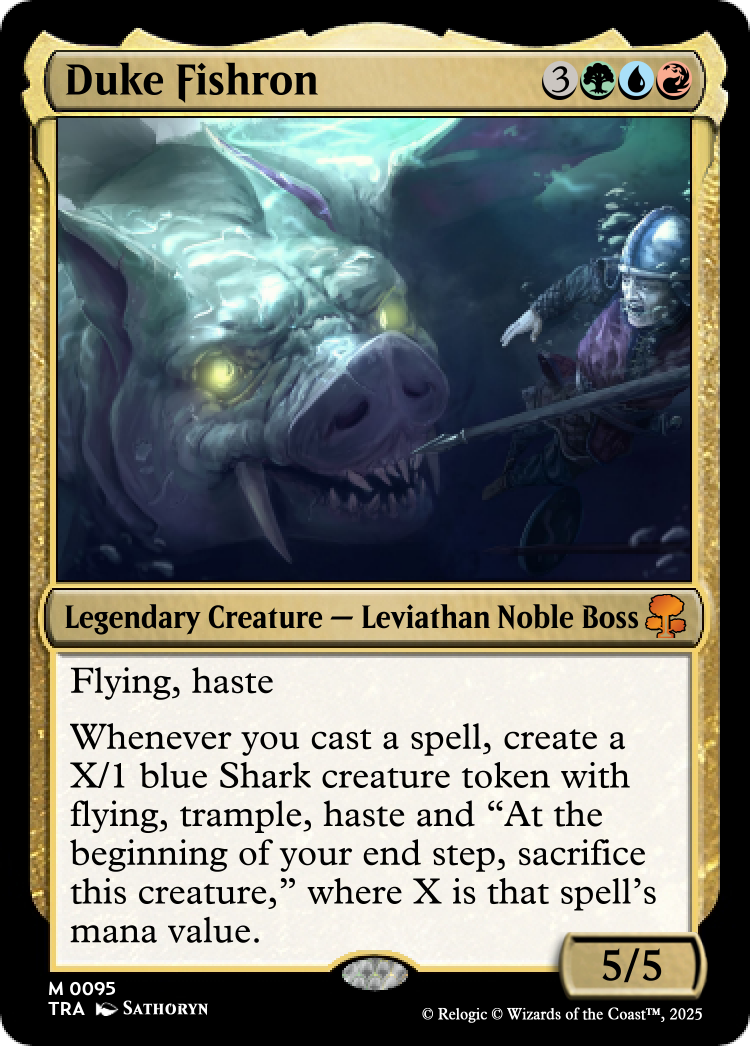 Duke Fishron 3
Legendary Creature — Leviathan Noble Boss
Flying, haste
Whenever you cast a spell, create a
X/1 blue Shark creature token with
flying, trample, haste and “At the
beginning of your end step, sacrifice
this creature,” where X is that spell’s
mana value.
5/5
M 0095
TRA SATHORYN
© Relogic © Wizards of the Coast™, 2025